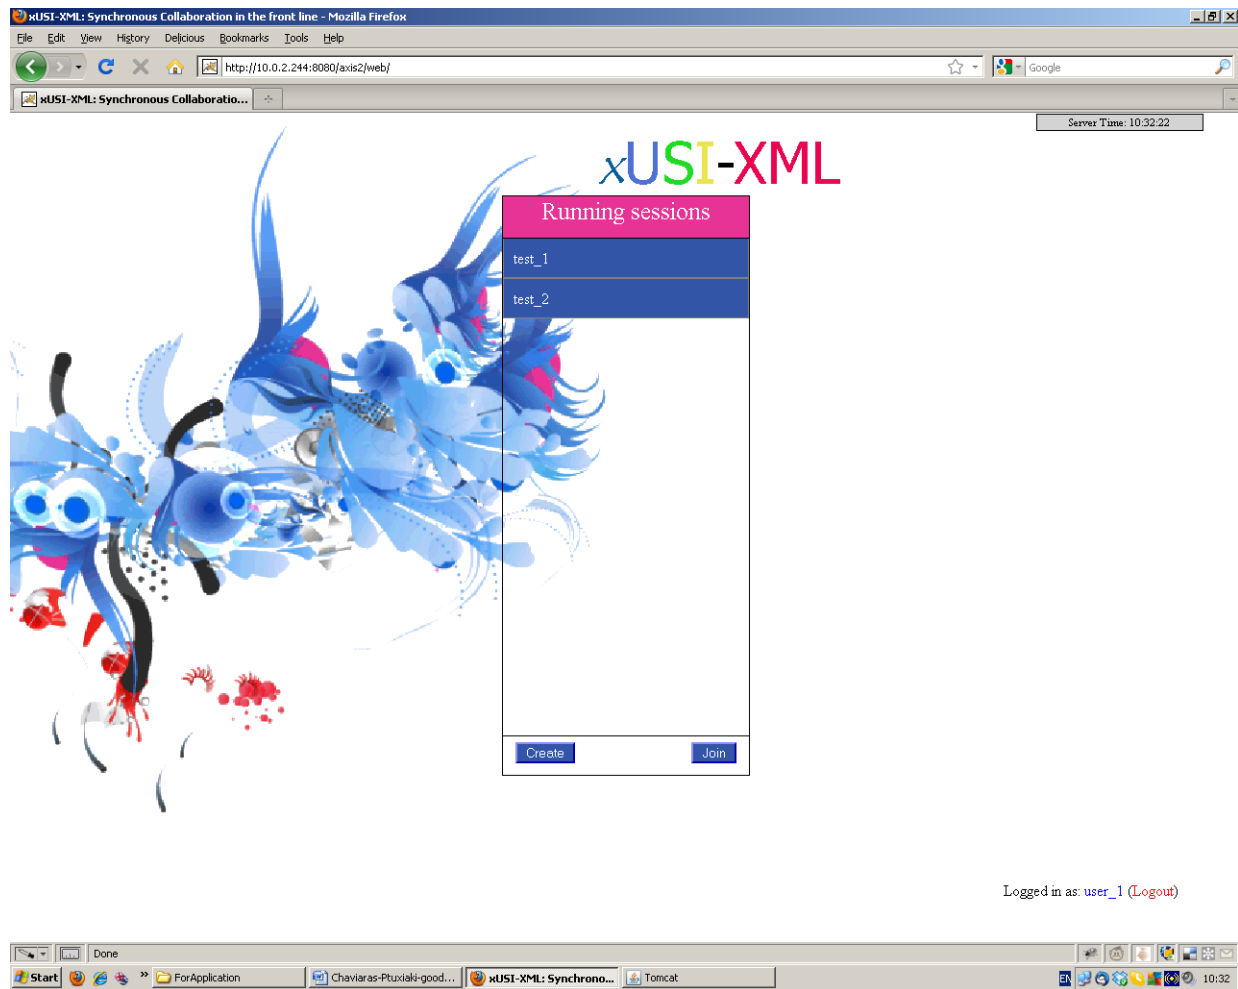 xUSI-XML: Synchronous Collaboration in the front line - Mozilla Firefox
File Edit View History Delicious Bookmarks Tools Help
http://10.0.2.244:8080/axis2/web/
Google
xUSI-XML: Synchronous Collaboratio...
Server Time: 10:32:22
xUSI-XML
Running sessions
test_1
test_2
Create Join
Logged in as: user_1 (Logout)
Done
Start » ForApplication Chaviaras-Ptuxiaki-good... xUSI-XML: Synchrono... Tomcat EN 10:32